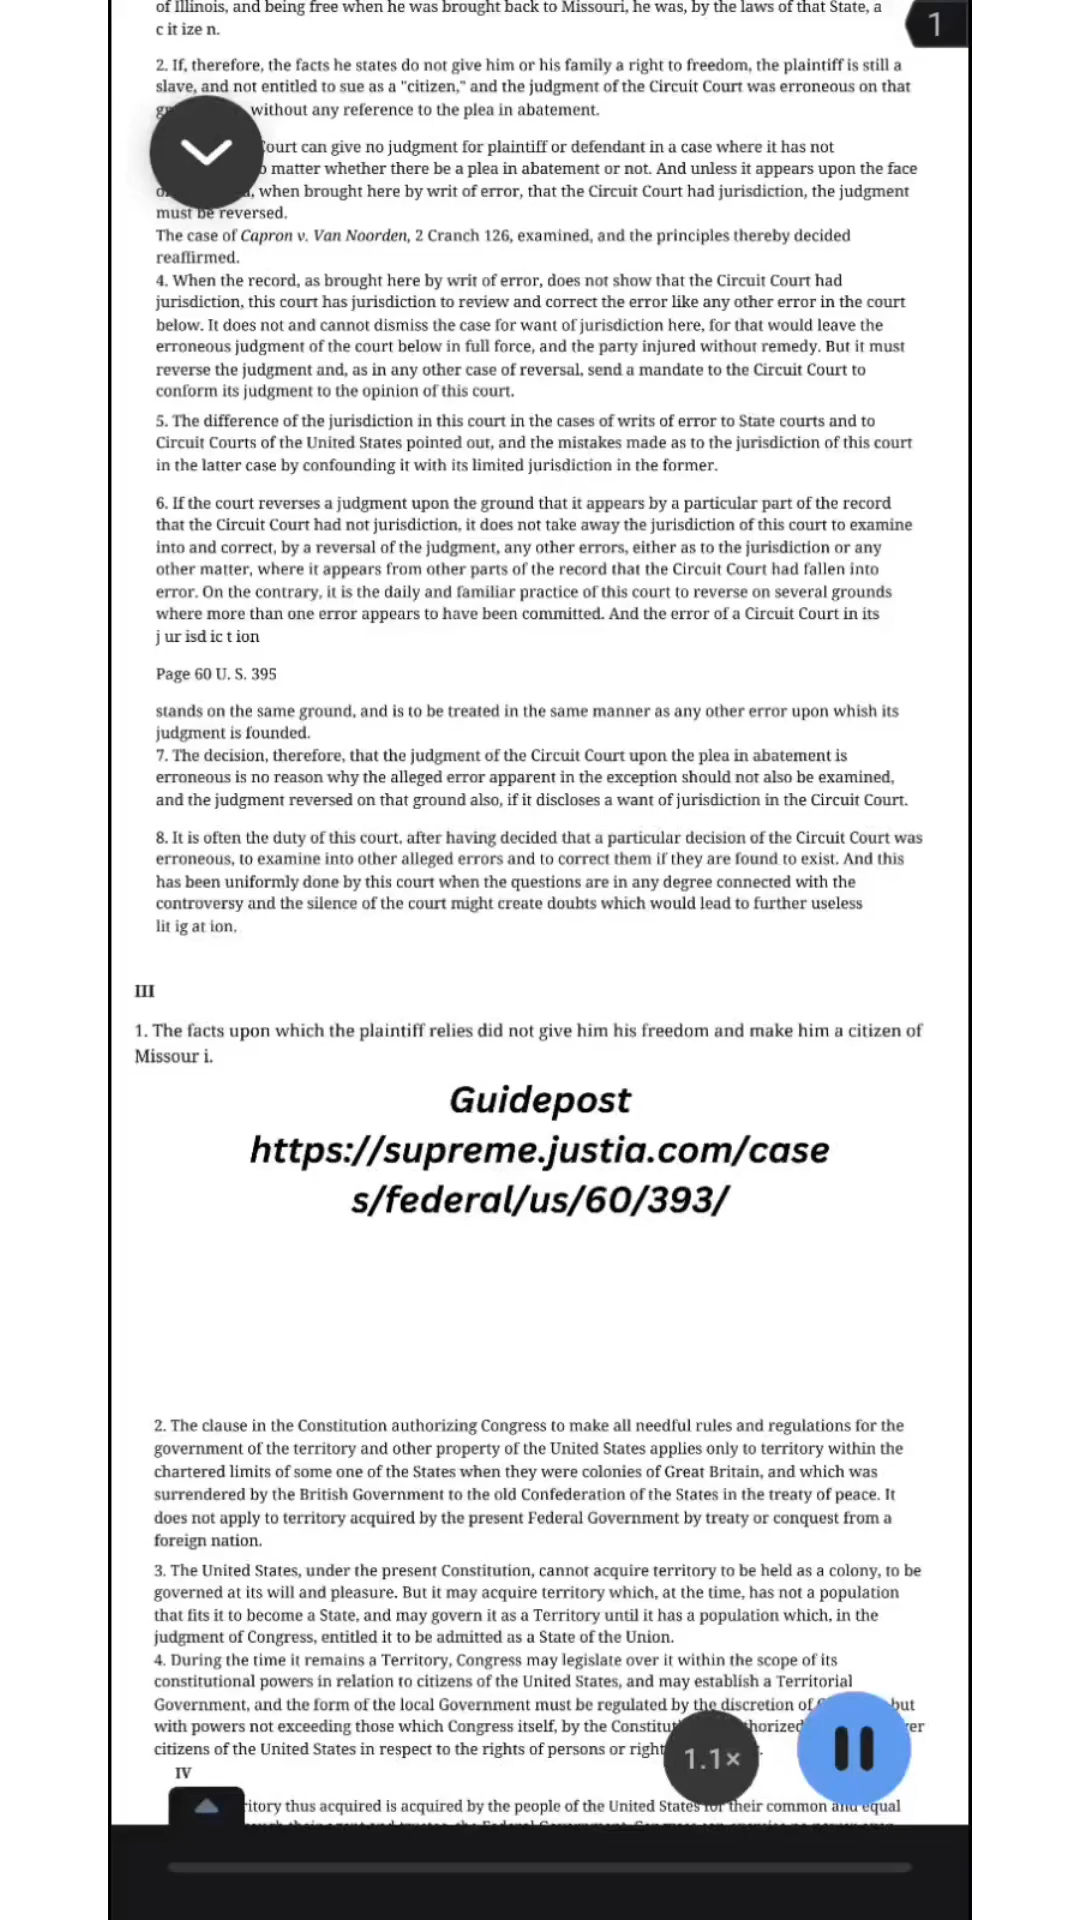 of Illinois, and being free when he was brought back to Missouri, he was, by the laws of that State, a
c it ize n.
1
2. If, therefore, the facts he states do not give him or his family a right to freedom, the plaintiff is still a
slave, and not entitled to sue as a "citizen," and the judgment of the Circuit Court was erroneous on that
without any reference to the plea in abatement.
ourt can give no judgment for plaintiff or defendant in a case where it has not
matter whether there be a plea in abatement or not. And unless it appears upon the face
, when brought here by writ of error, that the Circuit Court had jurisdiction, the judgment
must be reversed.
The case of Capron v. Van Noorden, 2 Cranch 126, examined, and the principles thereby decided
reaffirmed.
4. When the record, as brought here by writ of error, does not show that the Circuit Court had
jurisdiction, this court has jurisdiction to review and correct the error like any other error in the court
below. It does not and cannot dismiss the case for want of jurisdiction here, for that would leave the
erroneous judgment of the court below in full force, and the party injured without remedy. But it must
reverse the judgment and, as in any other case of reversal, send a mandate to the Circuit Court to
conform its judgment to the opinion of this court.
5. The difference of the jurisdiction in this court in the cases of writs of error to State courts and to
Circuit Courts of the United States pointed out, and the mistakes made as to the jurisdiction of this court
in the latter case by confounding it with its limited jurisdiction in the former.
6. If the court reverses a judgment upon the ground that it appears by a particular part of the record
that the Circuit Court had not jurisdiction, it does not take away the jurisdiction of this court to examine
into and correct, by a reversal of the judgment, any other errors, either as to the jurisdiction or any
other matter, where it appears from other parts of the record that the Circuit Court had fallen into
error. On the contrary, it is the daily and familiar practice of this court to reverse on several grounds
where more than one error appears to have been committed. And the error of a Circuit Court in its
j ur isd ic t ion
Page 60 U. S. 395
stands on the same ground, and is to be treated in the same manner as any other error upon whish its
judgment is founded.
7. The decision, therefore, that the judgment of the Circuit Court upon the plea in abatement is
erroneous is no reason why the alleged error apparent in the exception should not also be examined,
and the judgment reversed on that ground also, if it discloses a want of jurisdiction in the Circuit Court.
8. It is often the duty of this court, after having decided that a particular decision of the Circuit Court was
erroneous, to examine into other alleged errors and to correct them if they are found to exist. And this
has been uniformly done by this court when the questions are in any degree connected with the
controversy and the silence of the court might create doubts which would lead to further useless
lit ig at ion.
III
1. The facts upon which the plaintiff relies did not give him his freedom and make him a citizen of
Missour i.
Guidepost
https://supreme.justia.com/case
s/federal/us/60/393/
2. The clause in the Constitution authorizing Congress to make all needful rules and regulations for the
government of the territory and other property of the United States applies only to territory within the
chartered limits of some one of the States when they were colonies of Great Britain, and which was
surrendered by the British Government to the old Confederation of the States in the treaty of peace. It
does not apply to territory acquired by the present Federal Government by treaty or conquest from a
foreign nation.
3. The United States, under the present Constitution, cannot acquire territory to be held as a colony, to be
governed at its will and pleasure. But it may acquire territory which, at the time, has not a population
that fits it to become a State, and may govern it as a Territory until it has a population which, in the
judgment of Congress, entitled it to be admitted as a State of the Union.
4. During the time it remains a Territory, Congress may legislate over it within the scope of its
constitutional powers in relation to citizens of the United States, and may establish a Territorial
Government, and the form of the local Government must be regulated by the discretion of but
with powers not exceeding those which Congress itself, by the Constitu horized er
citizens of the United States in respect to the rights of persons or right
1.1×
IV
itory thus acquired is acquired by the people of the United States for their common and equal